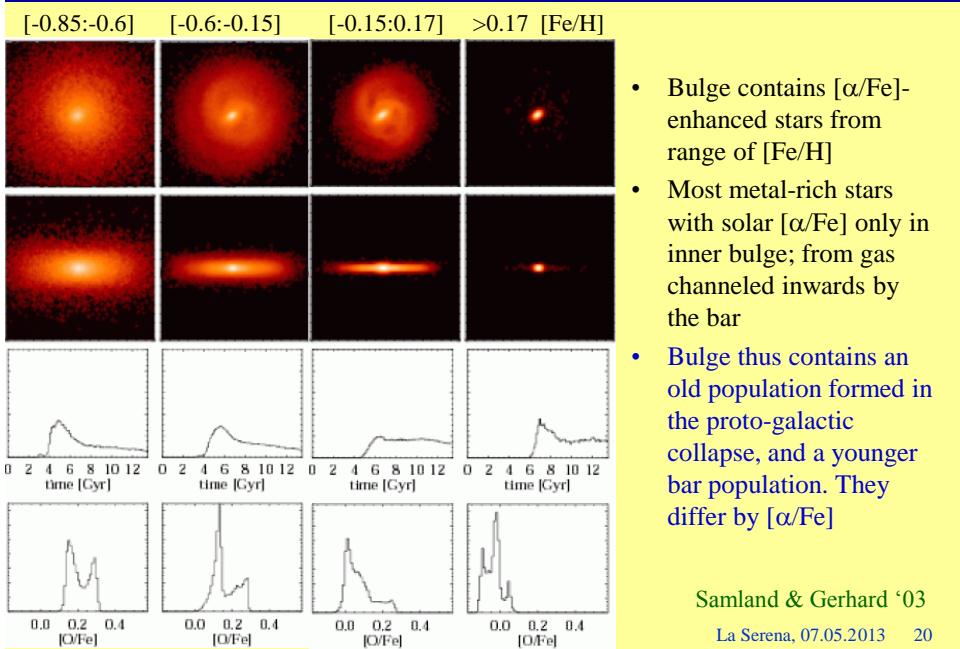 [-0.85:-0.6] [-0.6:-0.15] [-0.15:0.17] >0.17 [Fe/H]
• Bulge contains [α/Fe]-
enhanced stars from
range of [Fe/H]
• Most metal-rich stars
with solar [α/Fe] only in
inner bulge; from gas
channeled inwards by
the bar
• Bulge thus contains an
old population formed in
the proto-galactic
collapse, and a younger
bar population. They
differ by [α/Fe]
0 2 4 6 8 10 12 0 2 4 6 8 10 12 0 2 4 6 8 10 12 0 2 4 6 8 10 12
time [Gyr] time [Gyr] time [Gyr] time [Gyr]
0.0 0.2 0.4 0.0 0.2 0.4 0.0 0.2 0.4 0.0 0.2 0.4
[O/Fe] [O/Fe] [O/Fe] [O/Fe]
Samland & Gerhard ‘03
La Serena, 07.05.2013 20